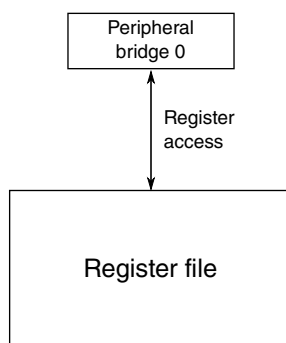 Peripheral
bridge 0
Register
access
Register file